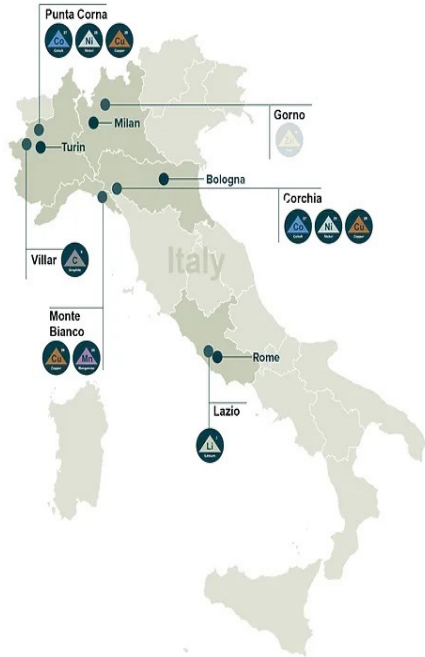 Punta Corna
Co
Ni
Cu
Gorno
Zn
Milan
Turin
Bologna
Corchia
Co
Ni
Cu
Italy
Villar
C
Monte
Bianco
Cu
Mn
Rome
Lazio
Li